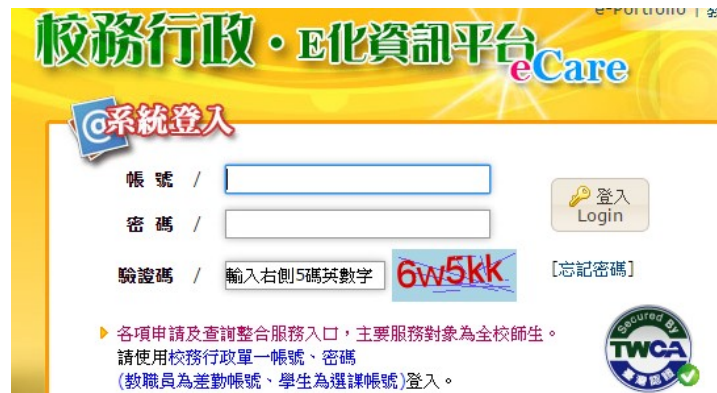 校務行政・E化資訊平台
eCare
@系統登入
帳 號 /
密 碼 /
登入
Login
驗證碼 / 輸入右側5碼英數字 6w5kk [忘記密碼]
各項申請及查詢整合服務入口，主要服務對象為全校師生。
請使用校務行政單一帳號、密碼
(教職員為差勤帳號、學生為選課帳號)登入。
Secured By
TWCA